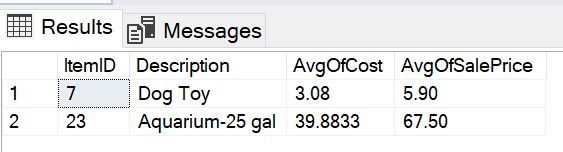 Results Messages
ItemID Description AvgOfCost AvgOfSalePrice
1 7 Dog Toy 3.08 5.90
2 23 Aquarium-25 gal 39.8833 67.50